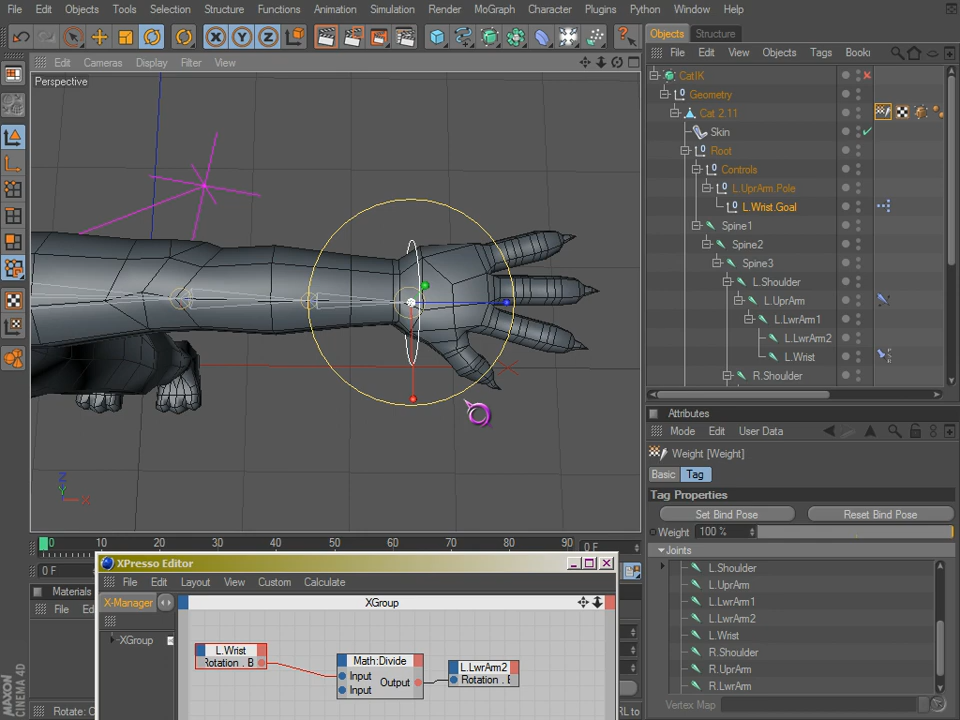 File Edit Objects Tools Selection Structure Functions Animation Simulation Render MoGraph Character Plugins Python Window Help
Edit Cameras Display Filter View
Perspective
Z
Y
X
0 10 20 30 40 50 60 70 80 90 0 F
0 F
Materials
File Ed
Rotate: C
MAXON
CINEMA 4D
XPresso Editor
File Edit Layout View Custom Calculate
X-Manager
XGroup
XGroup
L.Wrist
Rotation . B
Math:Divide
Input
Input
Output
L.LwrArm2
Rotation . B
Objects Structure
File Edit View Objects Tags Booki
CatIK
Geometry
Cat 2.11
Skin
Root
Controls
L.UprArm.Pole
L.Wrist.Goal
Spine1
Spine2
Spine3
L.Shoulder
L.UprArm
L.LwrArm1
L.LwrArm2
L.Wrist
R.Shoulder
Attributes
Mode Edit User Data
Weight [Weight]
Basic Tag
Tag Properties
Set Bind Pose Reset Bind Pose
Weight 100 %
Joints
L.Shoulder
L.UprArm
L.LwrArm1
L.LwrArm2
L.Wrist
R.Shoulder
R.UprArm
R.LwrArm
Vertex Map